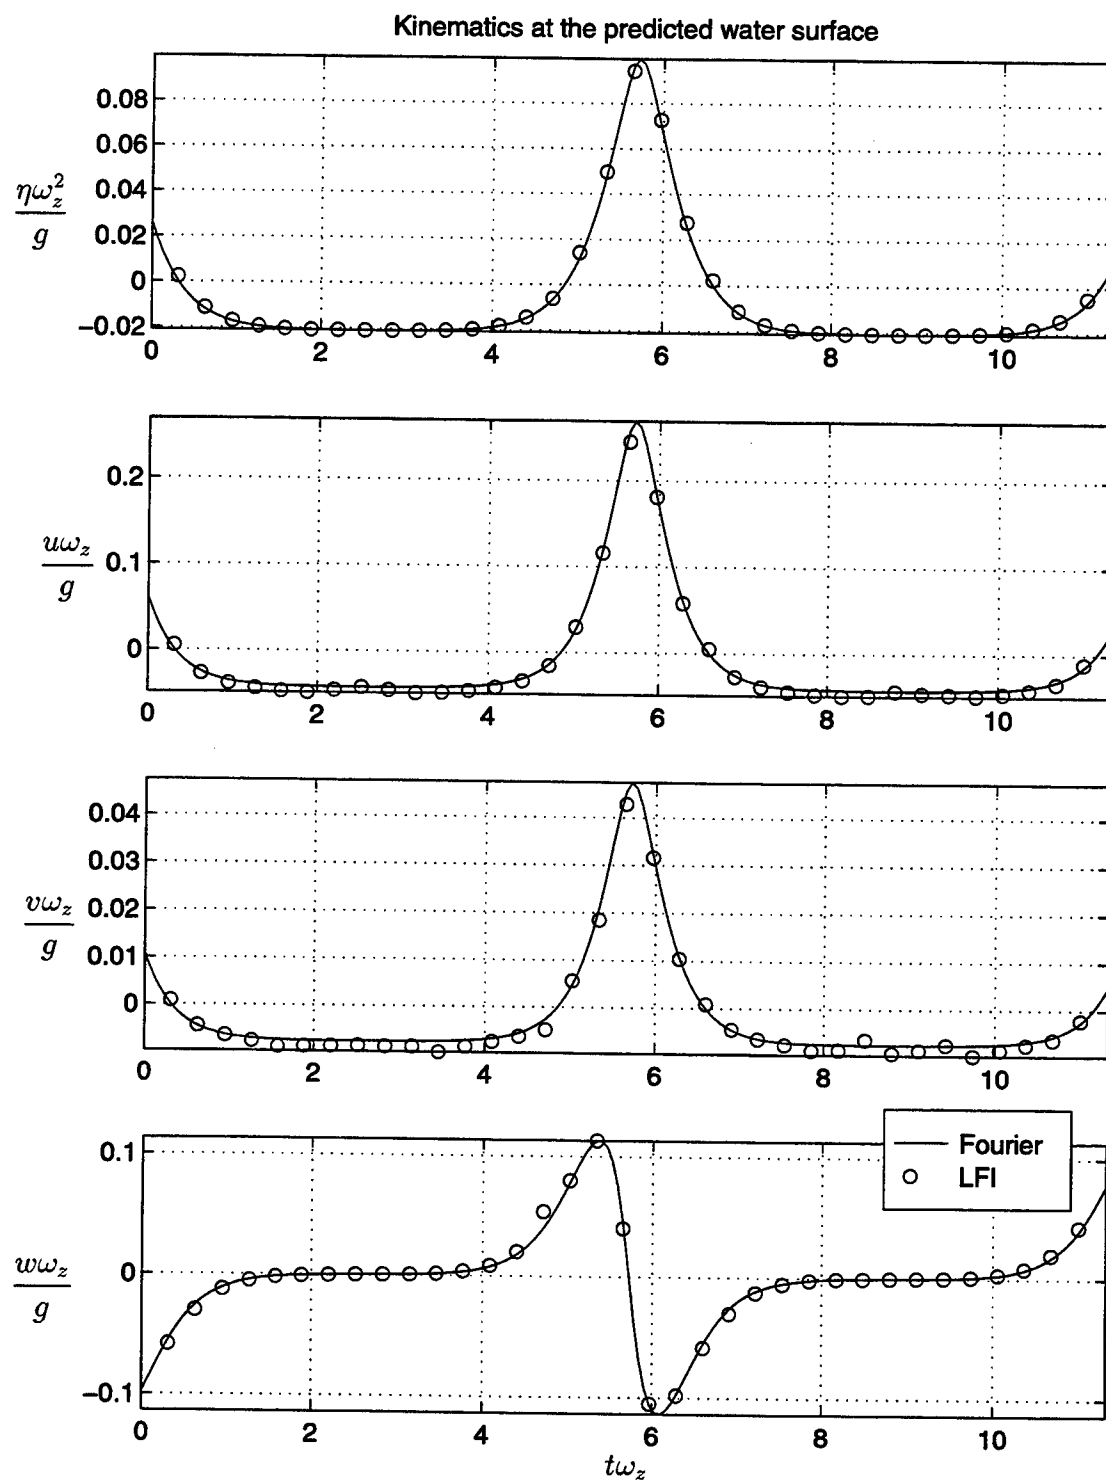 Kinematics at the predicted water surface
0.08
0.06
0.04
0.02
0
−0.02
ηω_z^2
g
0 2 4 6 8 10
0.2
0.1
0
uω_z
g
0 2 4 6 8 10
0.04
0.03
0.02
0.01
0
vω_z
g
0 2 4 6 8 10
Fourier
LFI
0.1
0
−0.1
wω_z
g
0 2 4 6 8 10
tω_z